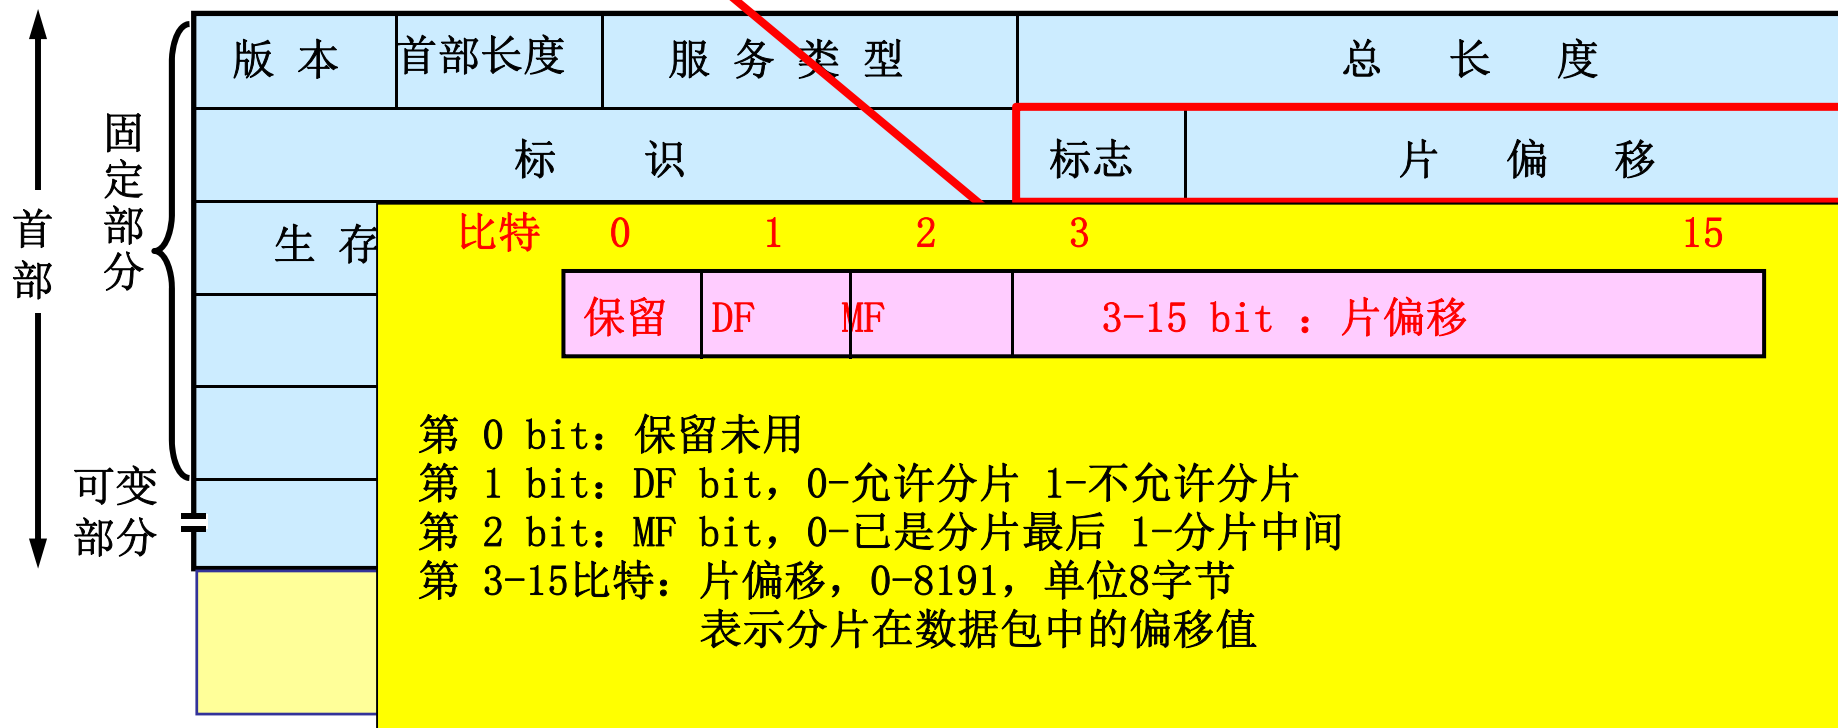 版 本 首部长度 服 务 类 型 总 长 度
标 识 标志 片 偏 移
生 存
首部
固定部分
可变
部分
比特 0 1 2 3 15
保留 DF MF 3-15 bit ：片偏移
第 0 bit：保留未用
第 1 bit：DF bit，0-允许分片 1-不允许分片
第 2 bit：MF bit，0-已是分片最后 1-分片中间
第 3-15比特：片偏移，0-8191，单位8字节
表示分片在数据包中的偏移值